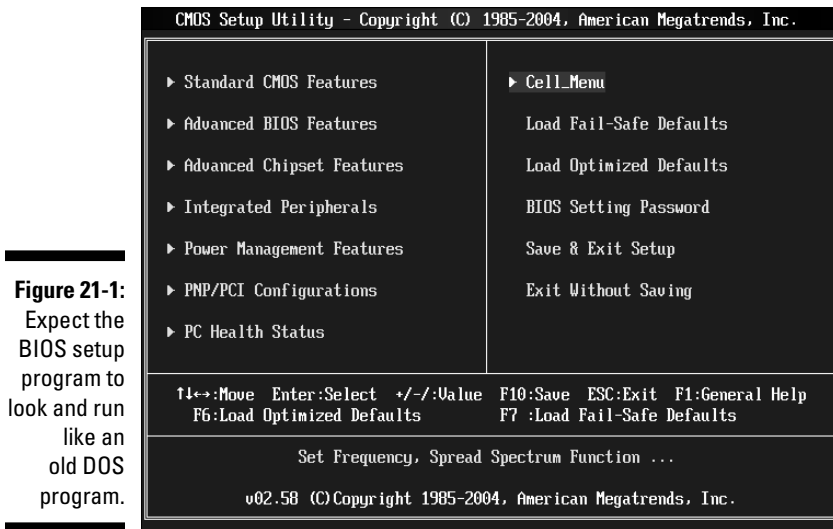 CMOS Setup Utility - Copyright (C) 1985-2004, American Megatrends, Inc.
▶ Standard CMOS Features
▶ Advanced BIOS Features
▶ Advanced Chipset Features
▶ Integrated Peripherals
▶ Power Management Features
▶ PNP/PCI Configurations
▶ PC Health Status
▶ Cell_Menu
Load Fail-Safe Defaults
Load Optimized Defaults
BIOS Setting Password
Save & Exit Setup
Exit Without Saving
↑↓←→:Move Enter:Select +/-/:Value F10:Save ESC:Exit F1:General Help
F6:Load Optimized Defaults F7 :Load Fail-Safe Defaults
Set Frequency, Spread Spectrum Function ...
v02.58 (C)Copyright 1985-2004, American Megatrends, Inc.
Figure 21-1:
Expect the
BIOS setup
program to
look and run
like an
old DOS
program.